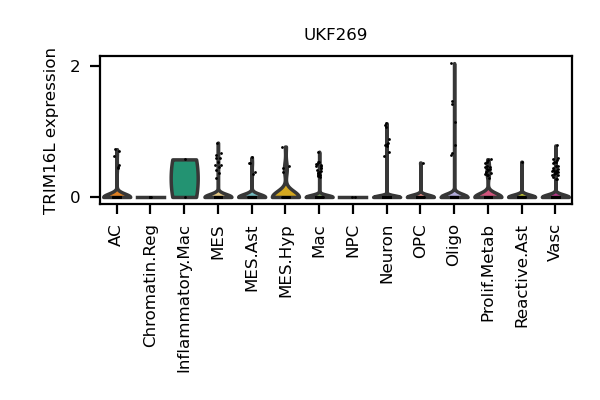 UKF269
TRIM16L expression
2
0
AC
Chromatin.Reg
Inflammatory.Mac
MES
MES.Ast
MES.Hyp
Mac
NPC
Neuron
OPC
Oligo
Prolif.Metab
Reactive.Ast
Vasc